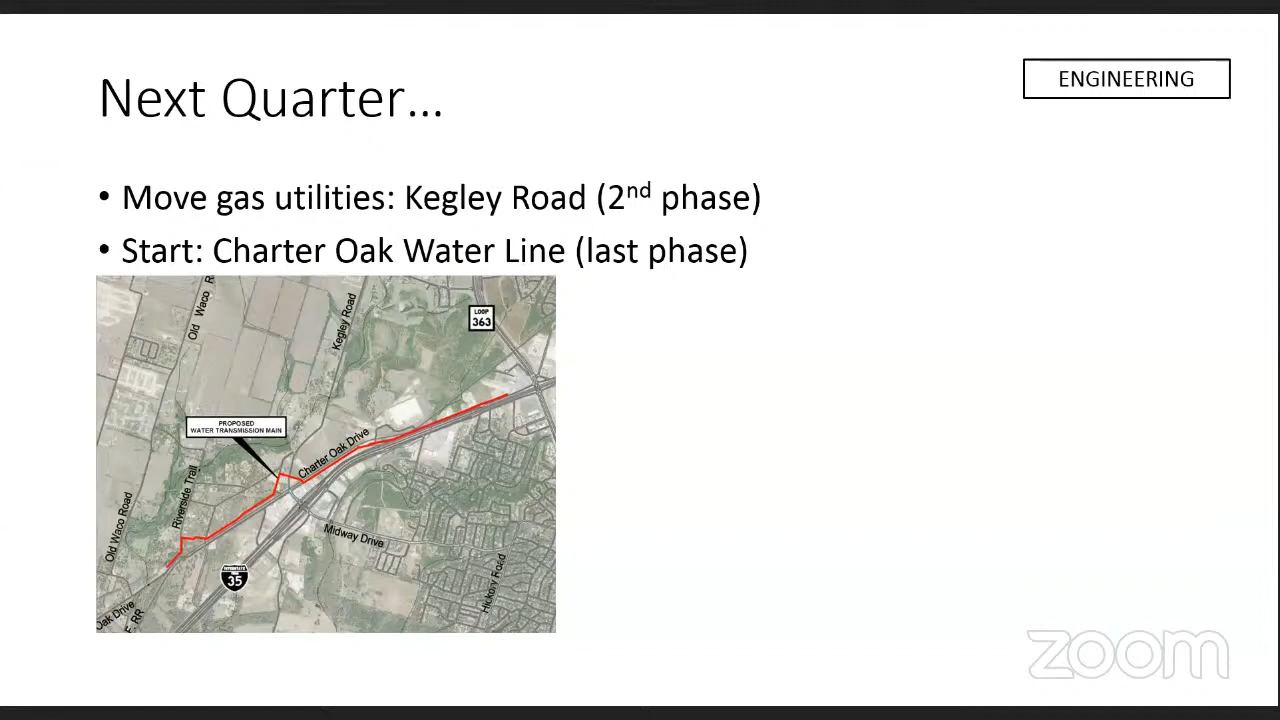 Next Quarter...
ENGINEERING
• Move gas utilities: Kegley Road (2nd phase)
• Start: Charter Oak Water Line (last phase)
Old Waco R
Kegley Road
LOOP
363
PROPOSED
WATER TRANSMISSION MAIN
Charter Oak Drive
Riverside Trail
Old Waco Road
Midway Drive
Hickory Road
INTERSTATE
35
Oak Drive
E. RR
zoom